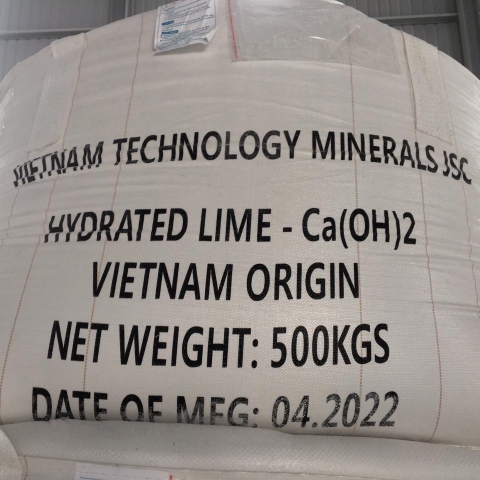 VIETNAM TECHNOLOGY MINERALS JSC
HYDRATED LIME - Ca(OH)2
VIETNAM ORIGIN
NET WEIGHT: 500KGS
DATE OF MFG: 04.2022